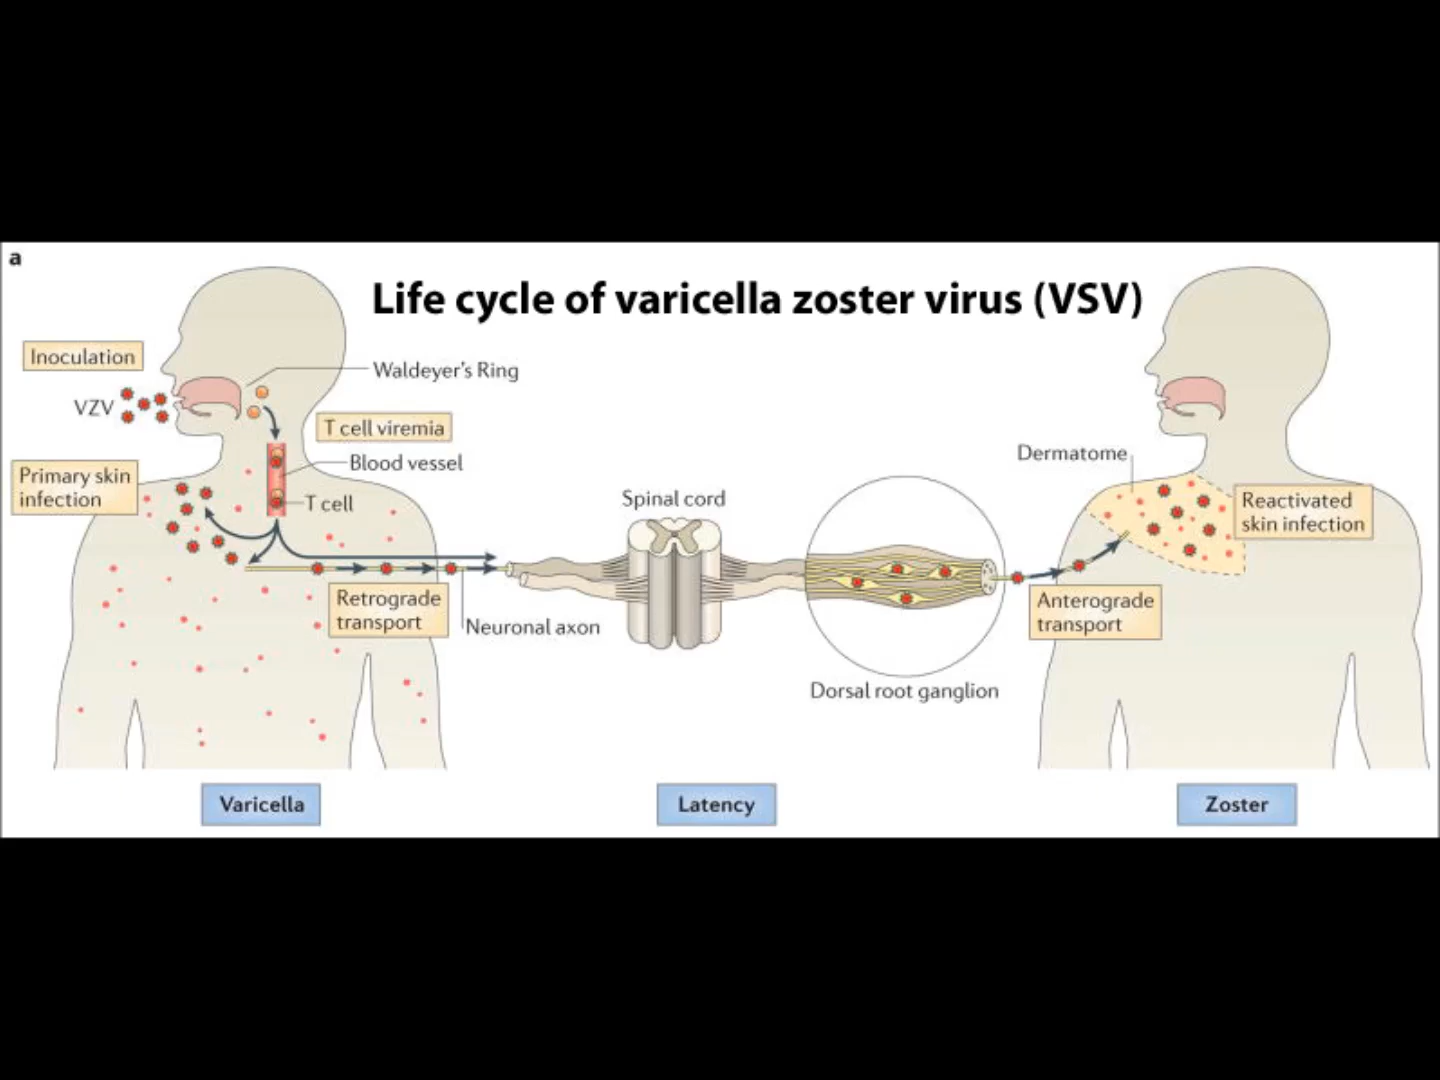 a
Life cycle of varicella zoster virus (VSV)
Inoculation
VZV
Waldeyer's Ring
T cell viremia
Blood vessel
T cell
Primary skin
infection
Retrograde
transport
Neuronal axon
Spinal cord
Dorsal root ganglion
Dermatome
Reactivated
skin infection
Anterograde
transport
Varicella
Latency
Zoster